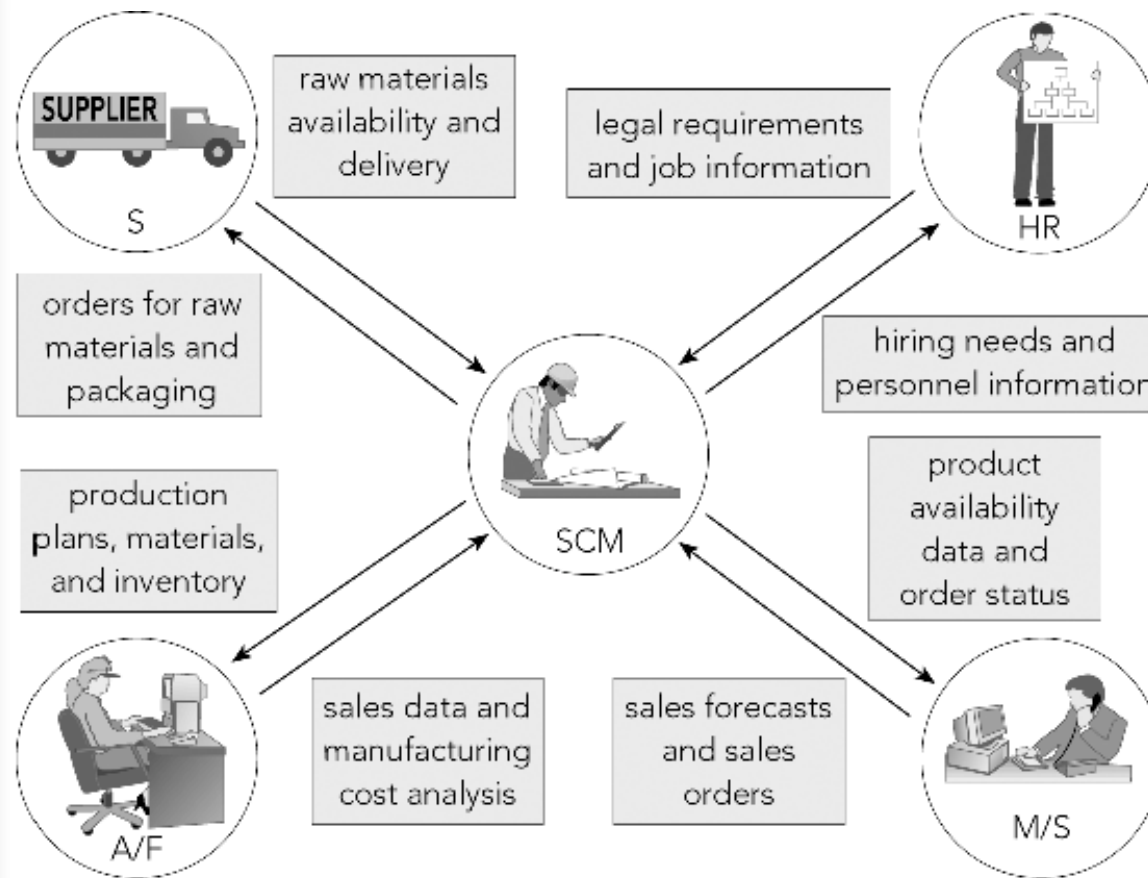 SUPPLIER
S
raw materials
availability and
delivery
legal requirements
and job information
HR
orders for raw
materials and
packaging
hiring needs and
personnel information
SCM
production
plans, materials,
and inventory
product
availability
data and
order status
A/F
sales data and
manufacturing
cost analysis
sales forecasts
and sales
orders
M/S